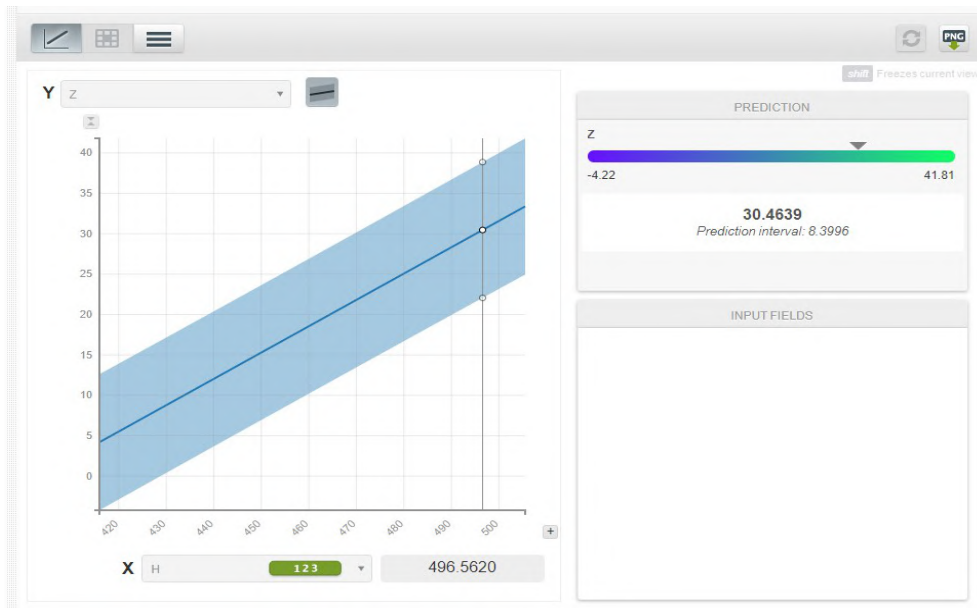 PNG
shift Freezes current view
Y Z
PREDICTION
Z
-4.22 41.81
30.4639
Prediction interval: 8.3996
INPUT FIELDS
40
35
30
25
20
15
10
5
0
420 430 440 450 460 470 480 490 500
+
X H 123 496.5620